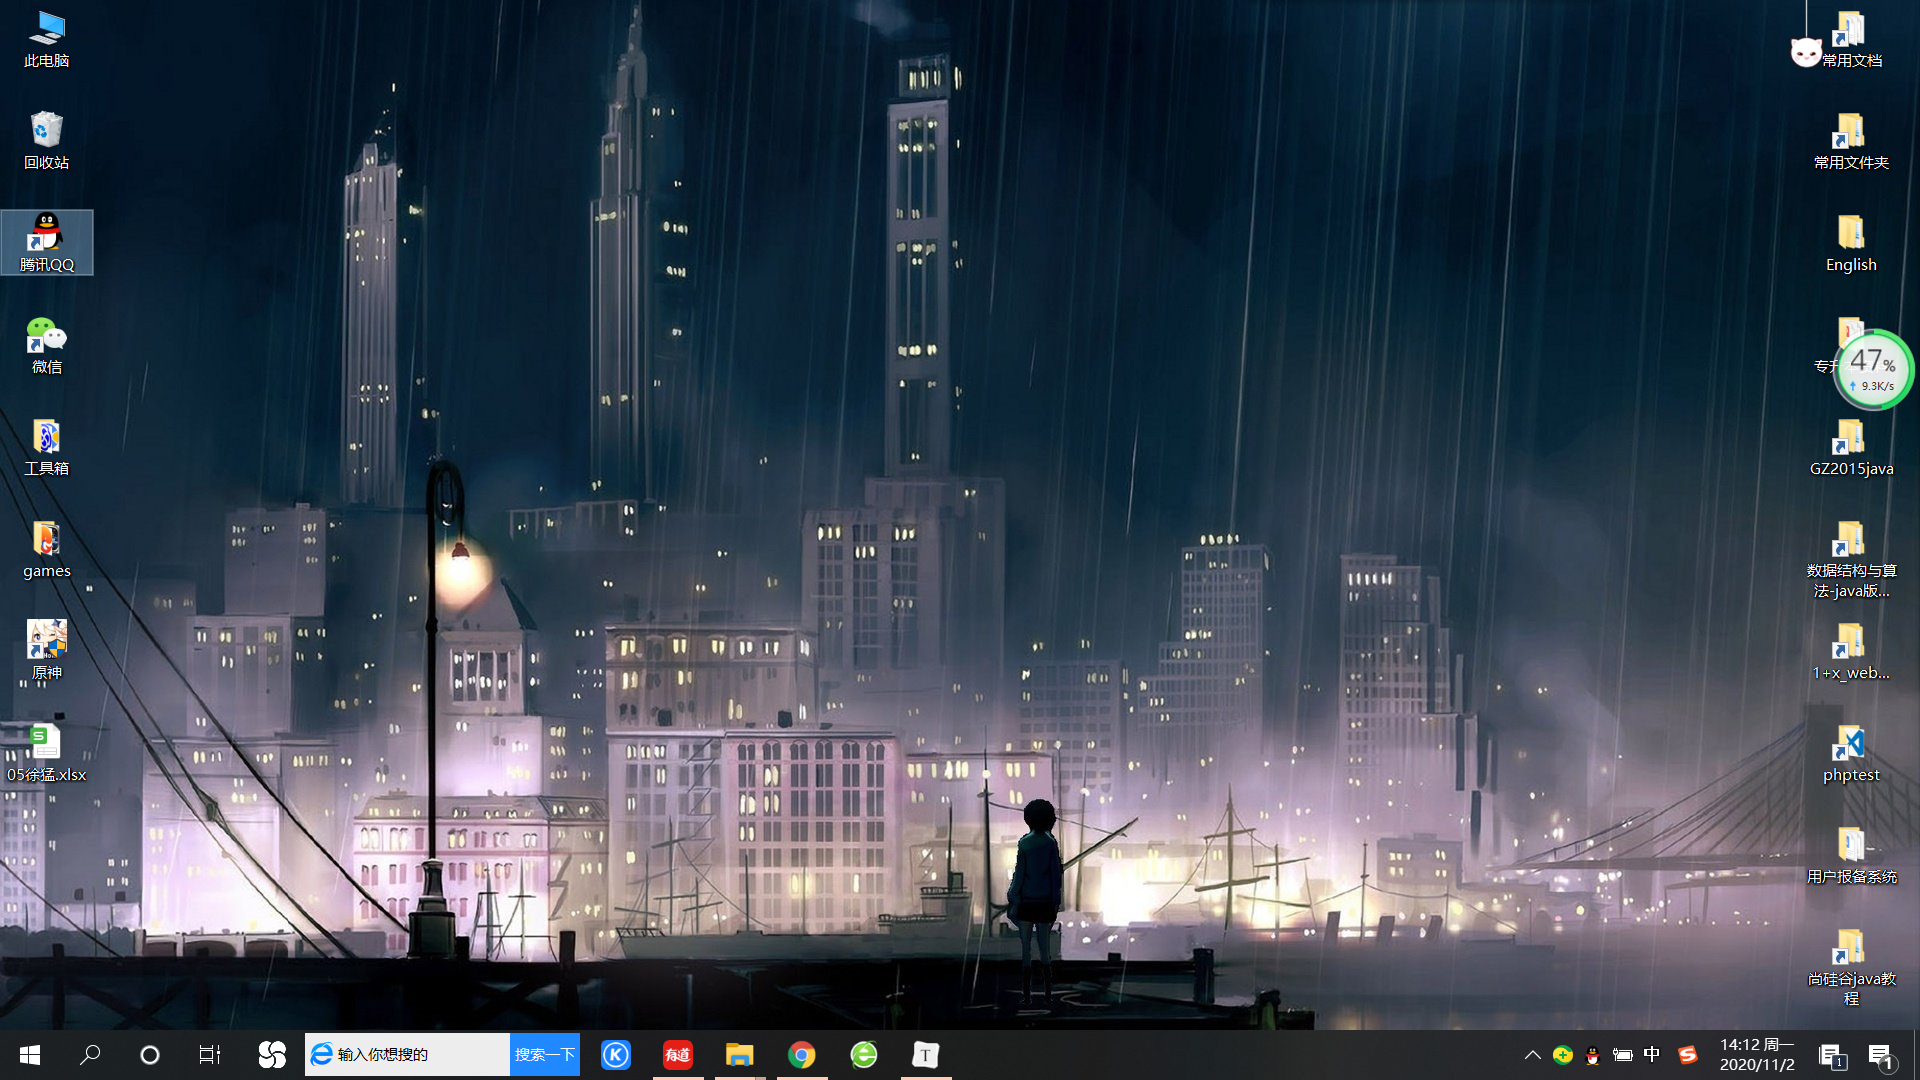 此电脑
回收站
腾讯QQ
微信
工具箱
games
原神
05徐猛.xlsx
常用文档
常用文件夹
English
专升
47%
9.3K/s
GZ2015java
数据结构与算
法-java版...
1+x_web...
phptest
用户报备系统
尚硅谷java教
程
输入你想搜的
搜索一下
K
有道
T
中
S
14:12 周一
2020/11/2
1
1